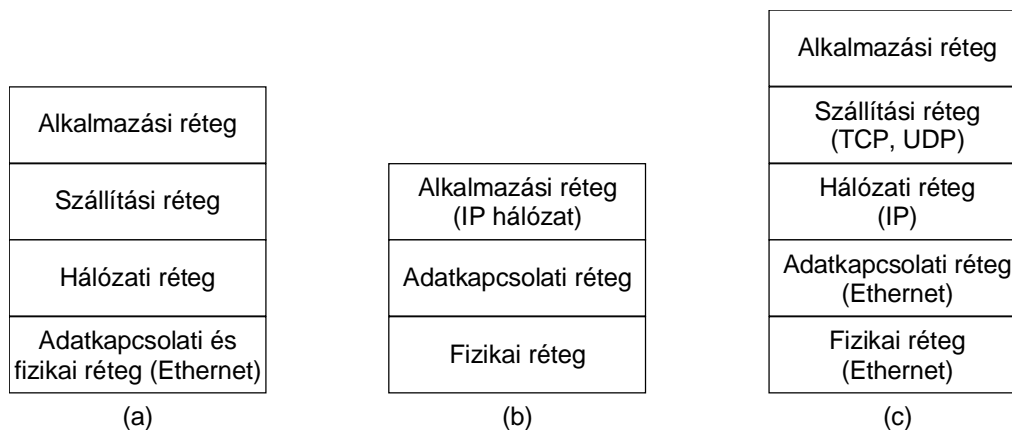 Alkalmazási réteg
Szállítási réteg
Hálózati réteg
Adatkapcsolati és
fizikai réteg (Ethernet)
(a)
Alkalmazási réteg
(IP hálózat)
Adatkapcsolati réteg
Fizikai réteg
(b)
Alkalmazási réteg
Szállítási réteg
(TCP, UDP)
Hálózati réteg
(IP)
Adatkapcsolati réteg
(Ethernet)
Fizikai réteg
(Ethernet)
(c)